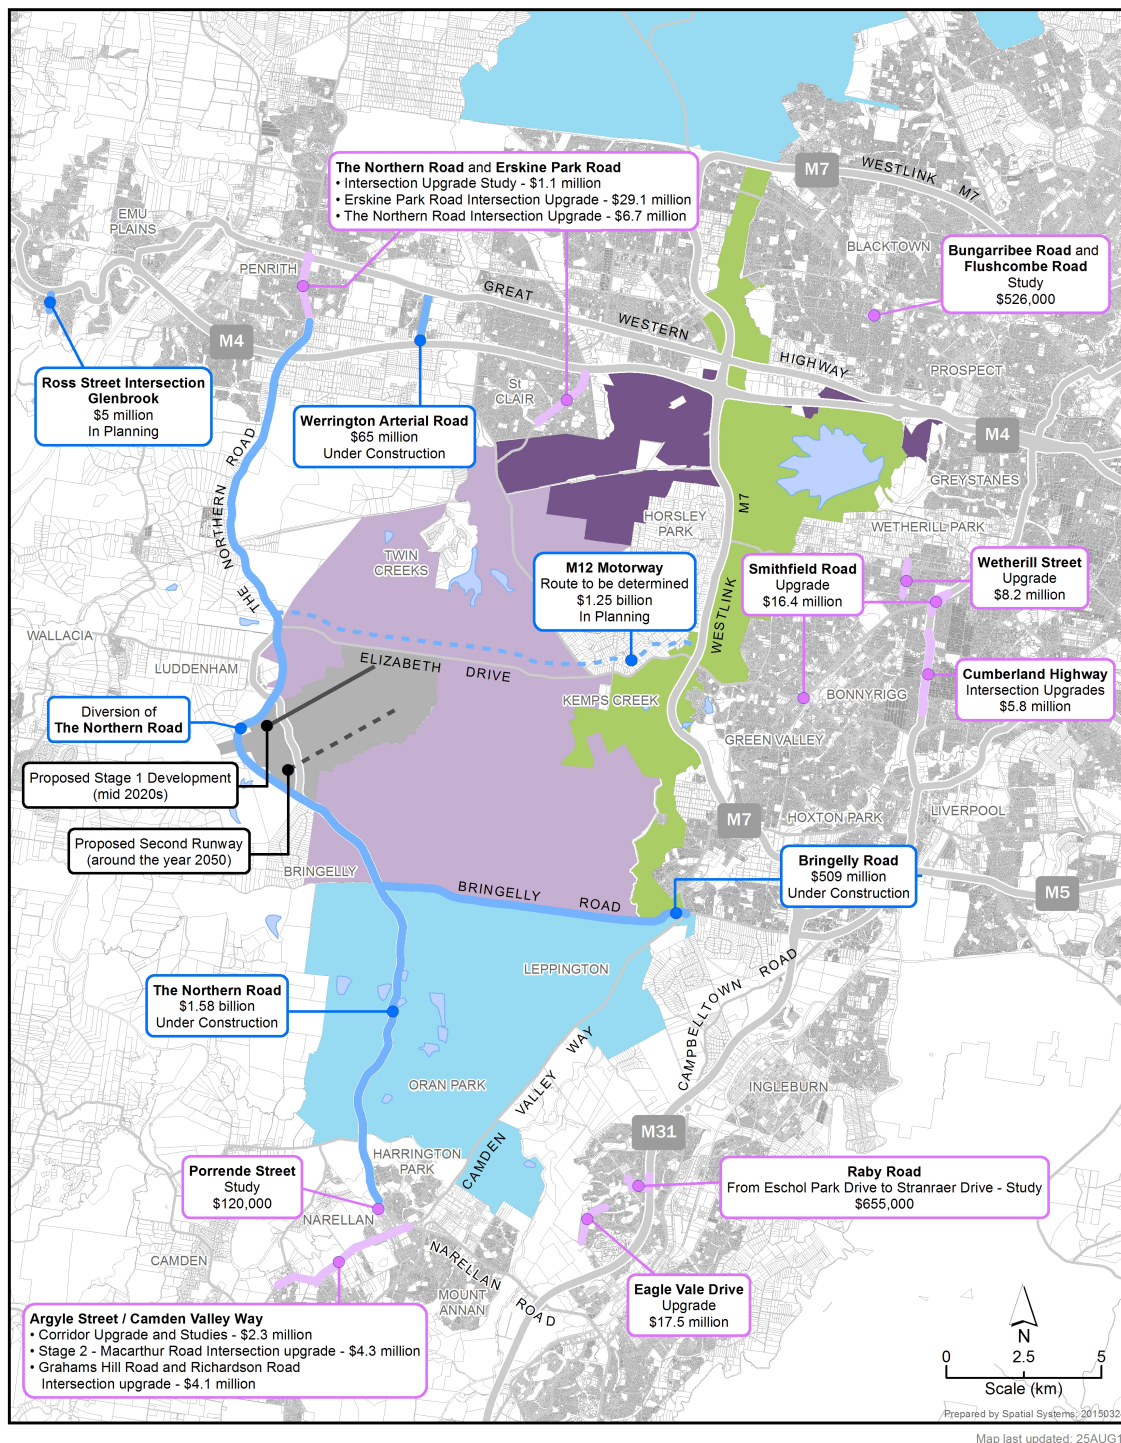 M7
WESTLINK M7
The Northern Road and Erskine Park Road
• Intersection Upgrade Study - $1.1 million
• Erskine Park Road Intersection Upgrade - $29.1 million
• The Northern Road Intersection Upgrade - $6.7 million
EMU
PLAINS
BLACKTOWN
Bungarribee Road and
Flushcombe Road
Study
$526,000
PENRITH
GREAT WESTERN HIGHWAY
M4
PROSPECT
Ross Street Intersection
Glenbrook
$5 million
In Planning
St
CLAIR
Werrington Arterial Road
$65 million
Under Construction
M4
THE NORTHERN ROAD
GREYSTANES
M7
HORSLEY
PARK
WETHERILL PARK
TWIN
CREEKS
M12 Motorway
Route to be determined
$1.25 billion
In Planning
Smithfield Road
Upgrade
$16.4 million
Wetherill Street
Upgrade
$8.2 million
WESTLINK
WALLACIA
LUDDENHAM
ELIZABETH DRIVE
KEMPS CREEK
BONNYRIGG
Cumberland Highway
Intersection Upgrades
$5.8 million
Diversion of
The Northern Road
GREEN VALLEY
Proposed Stage 1 Development
(mid 2020s)
M7
HOXTON PARK
LIVERPOOL
Proposed Second Runway
(around the year 2050)
BRINGELLY
Bringelly Road
$509 million
Under Construction
M5
BRINGELLY ROAD
LEPPINGTON
CAMPBELLTOWN ROAD
The Northern Road
$1.58 billion
Under Construction
ORAN PARK
CAMDEN VALLEY WAY
INGLEBURN
M31
HARRINGTON
PARK
Porrende Street
Study
$120,000
Raby Road
From Eschol Park Drive to Stranraer Drive - Study
$655,000
NARELLAN
CAMDEN
NARELLAN ROAD
MOUNT
ANNAN
Eagle Vale Drive
Upgrade
$17.5 million
Argyle Street / Camden Valley Way
• Corridor Upgrade and Studies - $2.3 million
• Stage 2 - Macarthur Road Intersection upgrade - $4.3 million
• Grahams Hill Road and Richardson Road
Intersection upgrade - $4.1 million
N
0 2.5 5
Scale (km)
Prepared by Spatial Systems: 2015032
Map last updated: 25AUG1